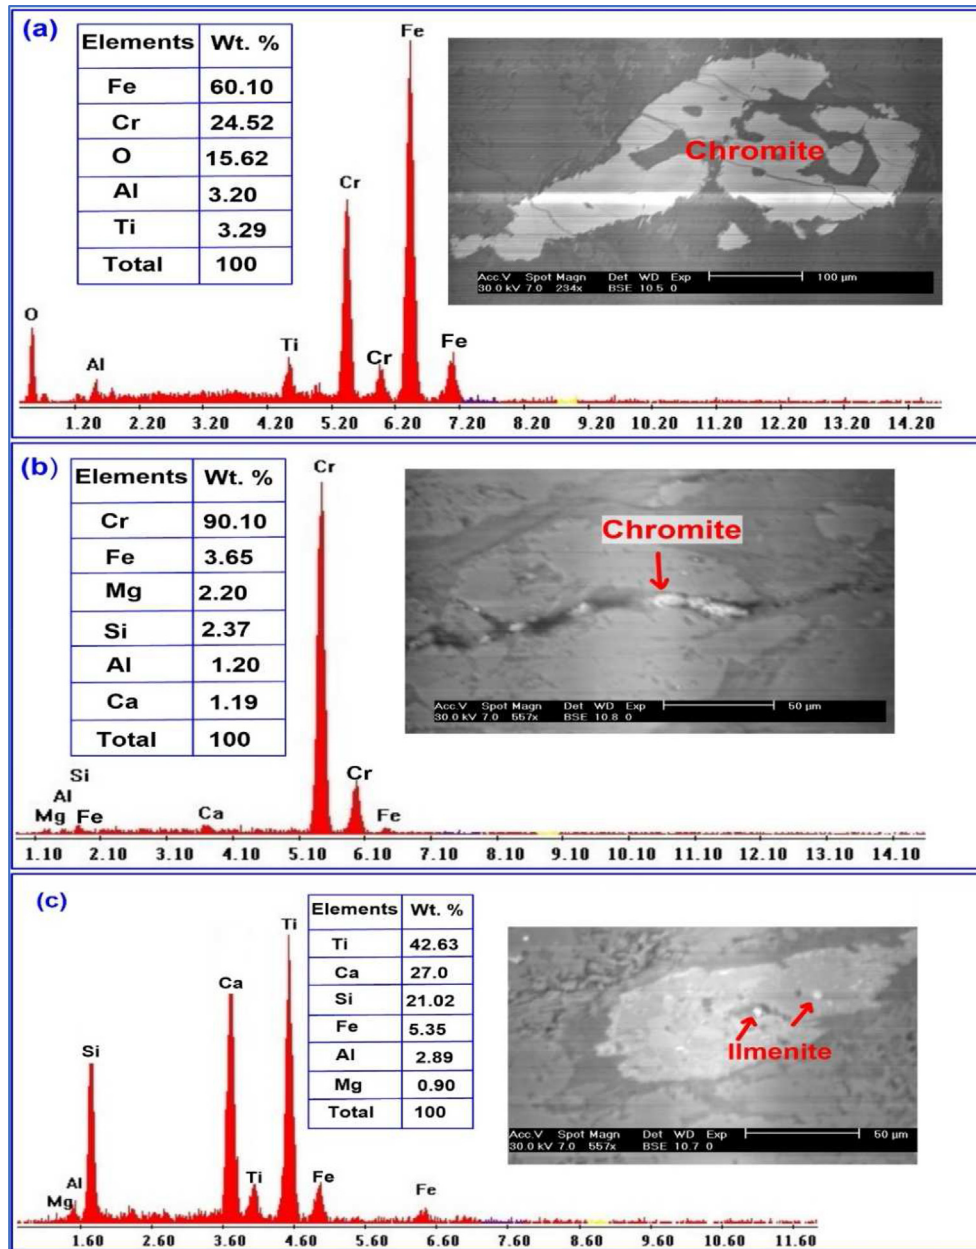 (a)
Elements Wt. %
Fe 60.10
Cr 24.52
O 15.62
Al 3.20
Ti 3.29
Total 100
Fe
Cr
O
Al
Ti
Cr
Fe
1.20 2.20 3.20 4.20 5.20 6.20 7.20 8.20 9.20 10.20 11.20 12.20 13.20 14.20
Chromite
Acc.V Spot Magn Det WD Exp 100 µm
30.0 kV 7.0 234x BSE 10.5 0
(b)
Elements Wt. %
Cr 90.10
Fe 3.65
Mg 2.20
Si 2.37
Al 1.20
Ca 1.19
Total 100
Cr
Si
Al
Mg
Fe
Ca
Cr
Fe
1.10 2.10 3.10 4.10 5.10 6.10 7.10 8.10 9.10 10.10 11.10 12.10 13.10 14.10
Chromite
Acc.V Spot Magn Det WD Exp 50 µm
30.0 kV 7.0 557x BSE 10.8 0
(c)
Elements Wt. %
Ti 42.63
Ca 27.0
Si 21.02
Fe 5.35
Al 2.89
Mg 0.90
Total 100
Ti
Ca
Si
Al
Mg
Ti
Fe
Fe
1.60 2.60 3.60 4.60 5.60 6.60 7.60 8.60 9.60 10.60 11.60
Ilmenite
Acc.V Spot Magn Det WD Exp 50 µm
30.0 kV 7.0 557x BSE 10.7 0